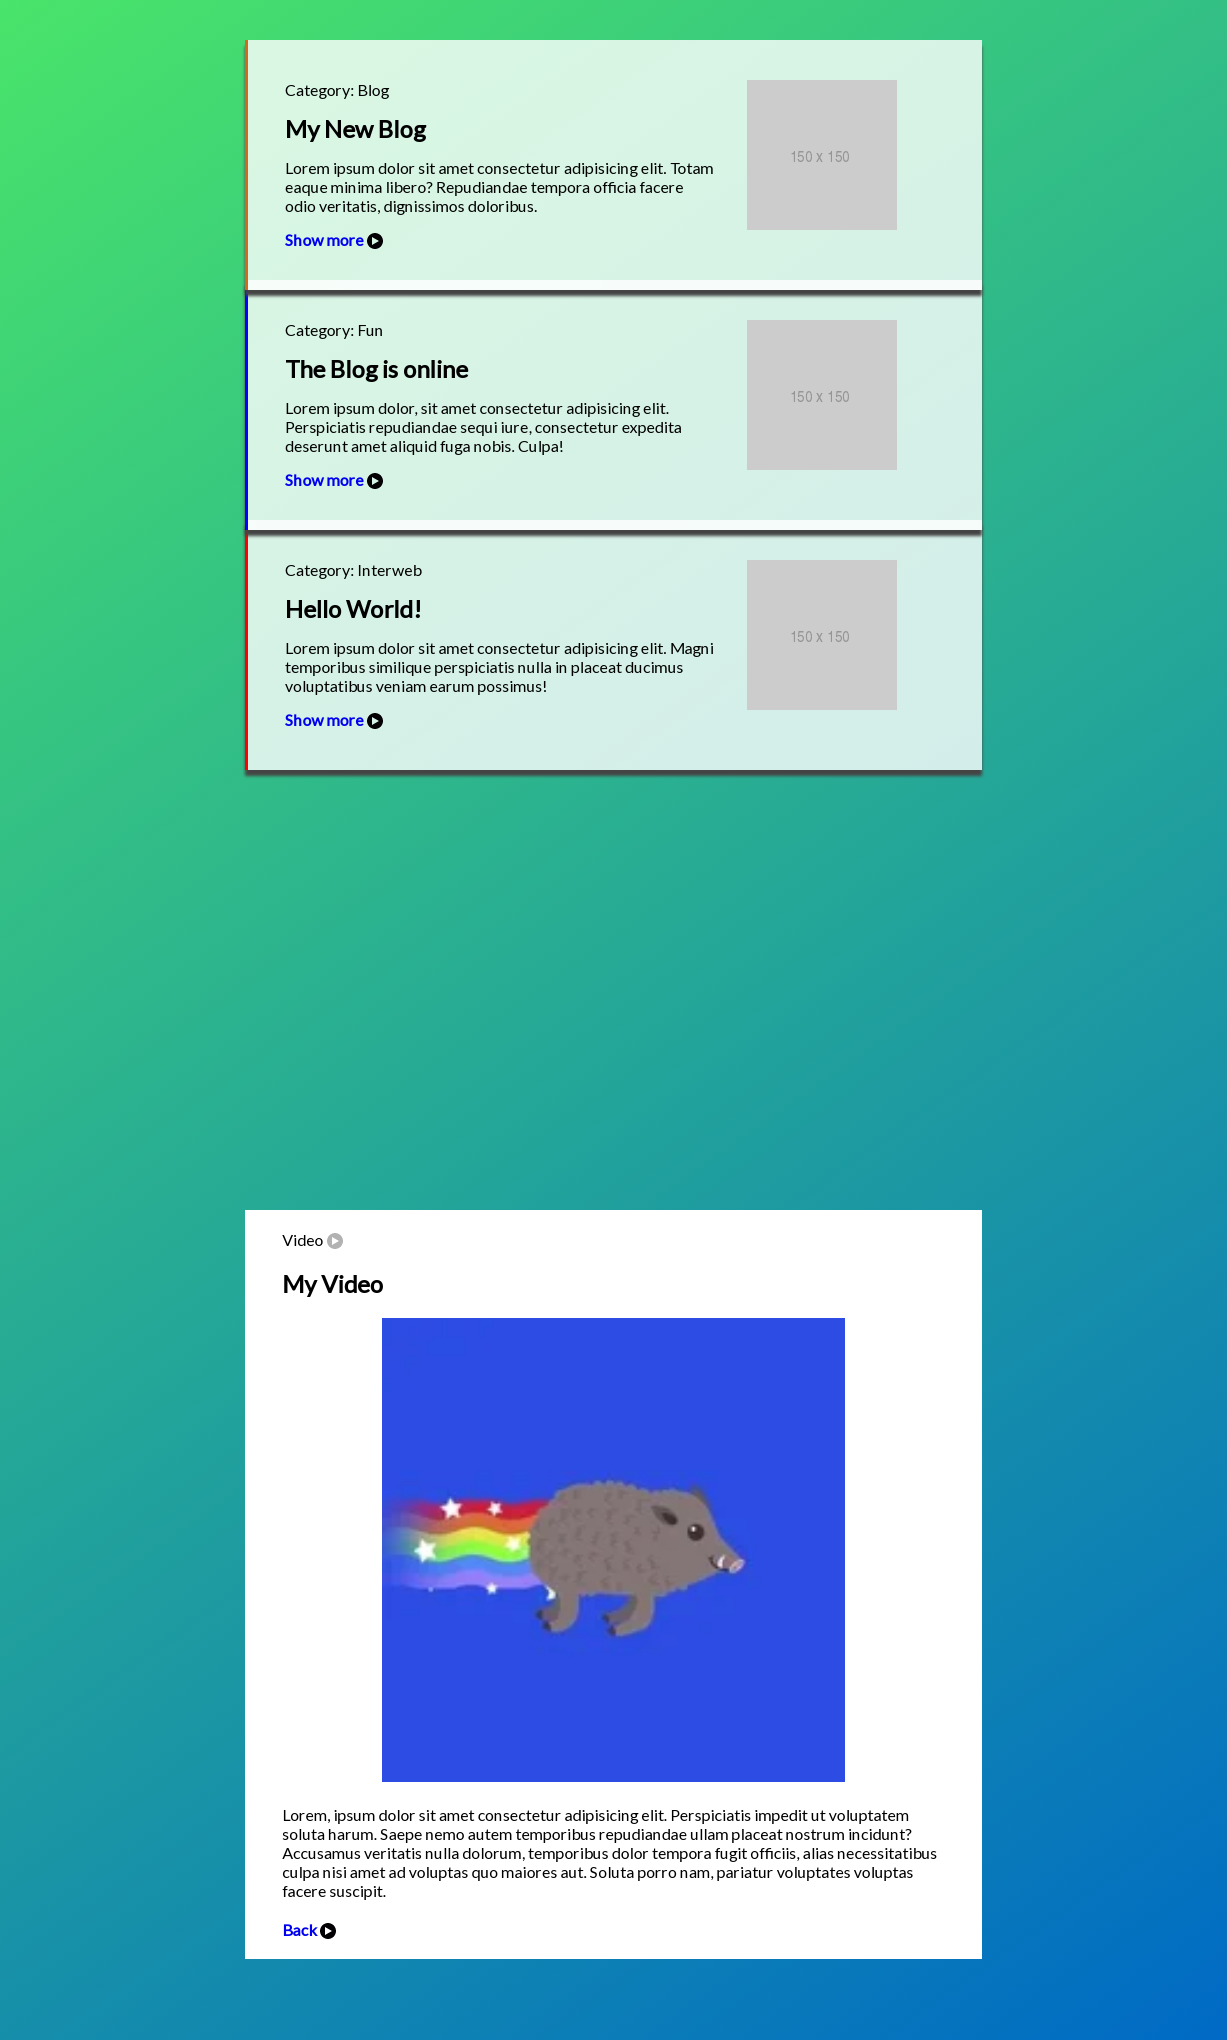 Category: Blog
My New Blog
Lorem ipsum dolor sit amet consectetur adipisicing elit. Totam
eaque minima libero? Repudiandae tempora officia facere
odio veritatis, dignissimos doloribus.
Show more
150 x 150
Category: Fun
The Blog is online
Lorem ipsum dolor, sit amet consectetur adipisicing elit.
Perspiciatis repudiandae sequi iure, consectetur expedita
deserunt amet aliquid fuga nobis. Culpa!
Show more
150 x 150
Category: Interweb
Hello World!
Lorem ipsum dolor sit amet consectetur adipisicing elit. Magni
temporibus similique perspiciatis nulla in placeat ducimus
voluptatibus veniam earum possimus!
Show more
150 x 150
Video
My Video
Lorem, ipsum dolor sit amet consectetur adipisicing elit. Perspiciatis impedit ut voluptatem
soluta harum. Saepe nemo autem temporibus repudiandae ullam placeat nostrum incidunt?
Accusamus veritatis nulla dolorum, temporibus dolor tempora fugit officiis, alias necessitatibus
culpa nisi amet ad voluptas quo maiores aut. Soluta porro nam, pariatur voluptates voluptas
facere suscipit.
Back